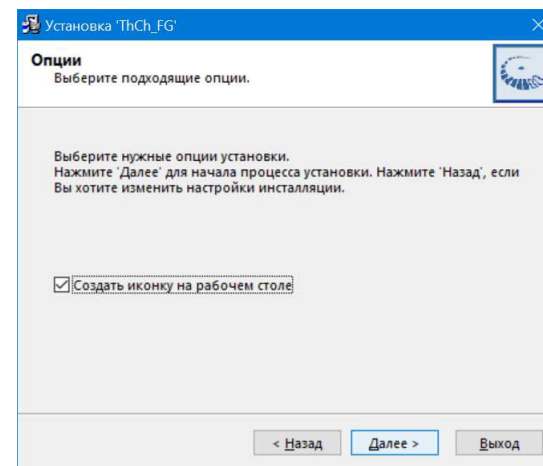 Установка 'ThCh_FG'
Опции
Выберите подходящие опции.
Выберите нужные опции установки.
Нажмите 'Далее' для начала процесса установки. Нажмите 'Назад', если
Вы хотите изменить настройки инсталляции.
Создать иконку на рабочем столе
< Назад Далее > Выход